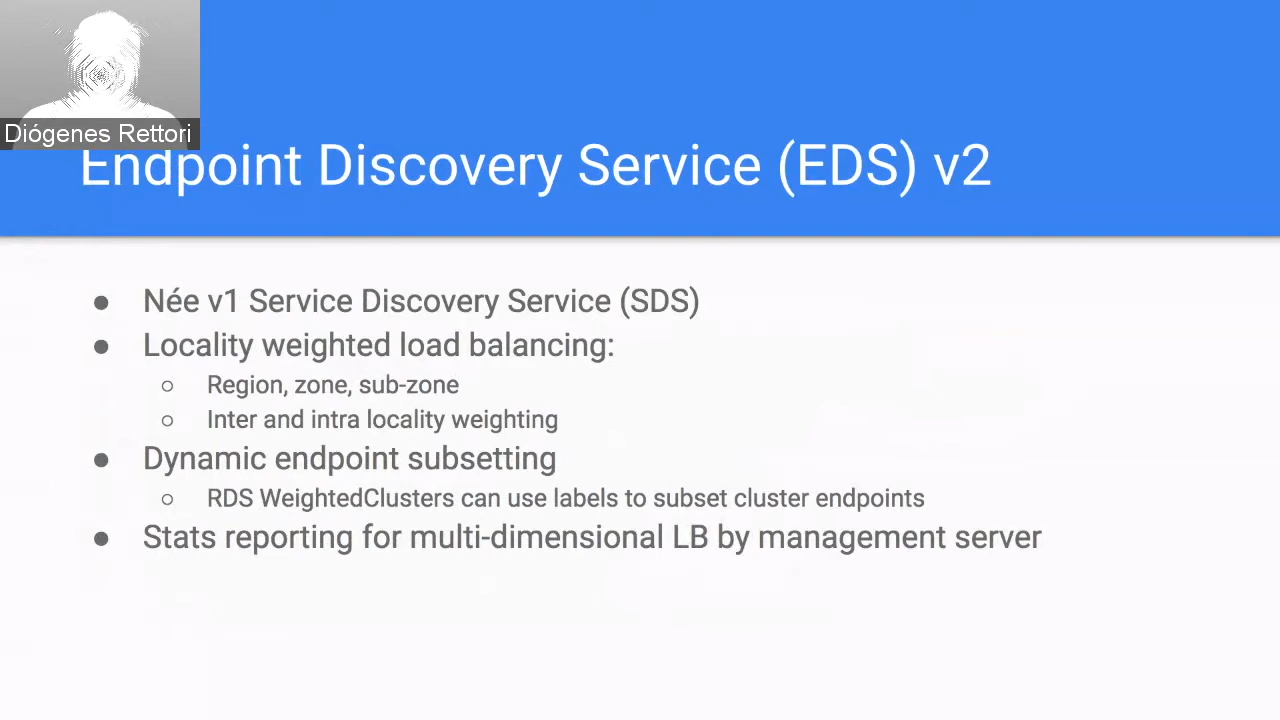 Diógenes Rettori
Endpoint Discovery Service (EDS) v2
● Née v1 Service Discovery Service (SDS)
● Locality weighted load balancing:
○ Region, zone, sub-zone
○ Inter and intra locality weighting
● Dynamic endpoint subsetting
○ RDS WeightedClusters can use labels to subset cluster endpoints
● Stats reporting for multi-dimensional LB by management server